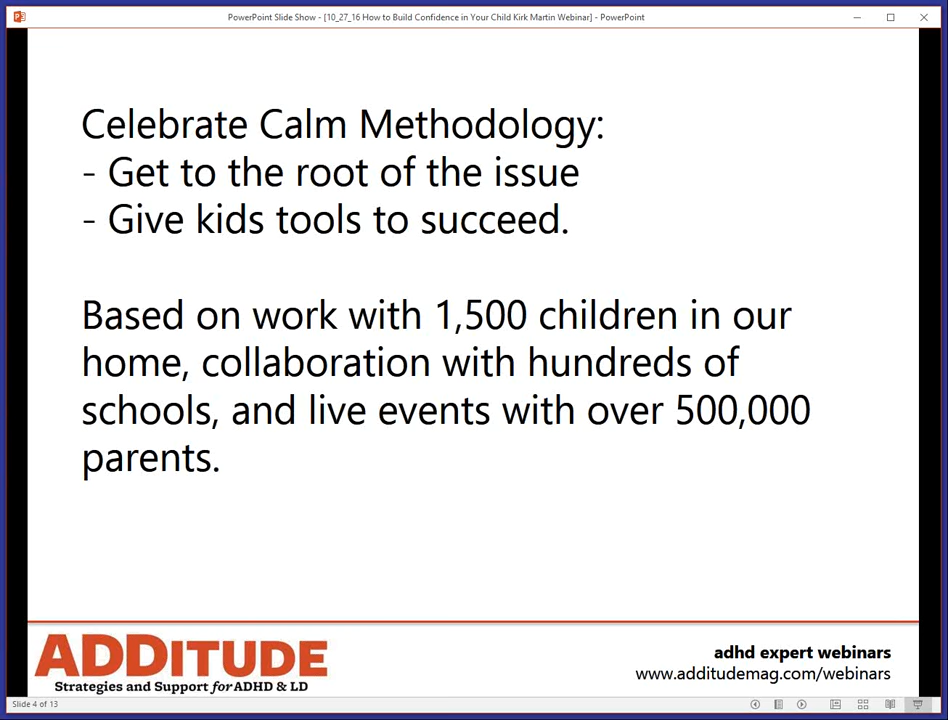 PowerPoint Slide Show - [10_27_16 How to Build Confidence in Your Child Kirk Martin Webinar] - PowerPoint
Celebrate Calm Methodology:
- Get to the root of the issue
- Give kids tools to succeed.
Based on work with 1,500 children in our
home, collaboration with hundreds of
schools, and live events with over 500,000
parents.
ADDITUDE
Strategies and Support for ADHD & LD
adhd expert webinars
www.additudemag.com/webinars
Slide 4 of 13